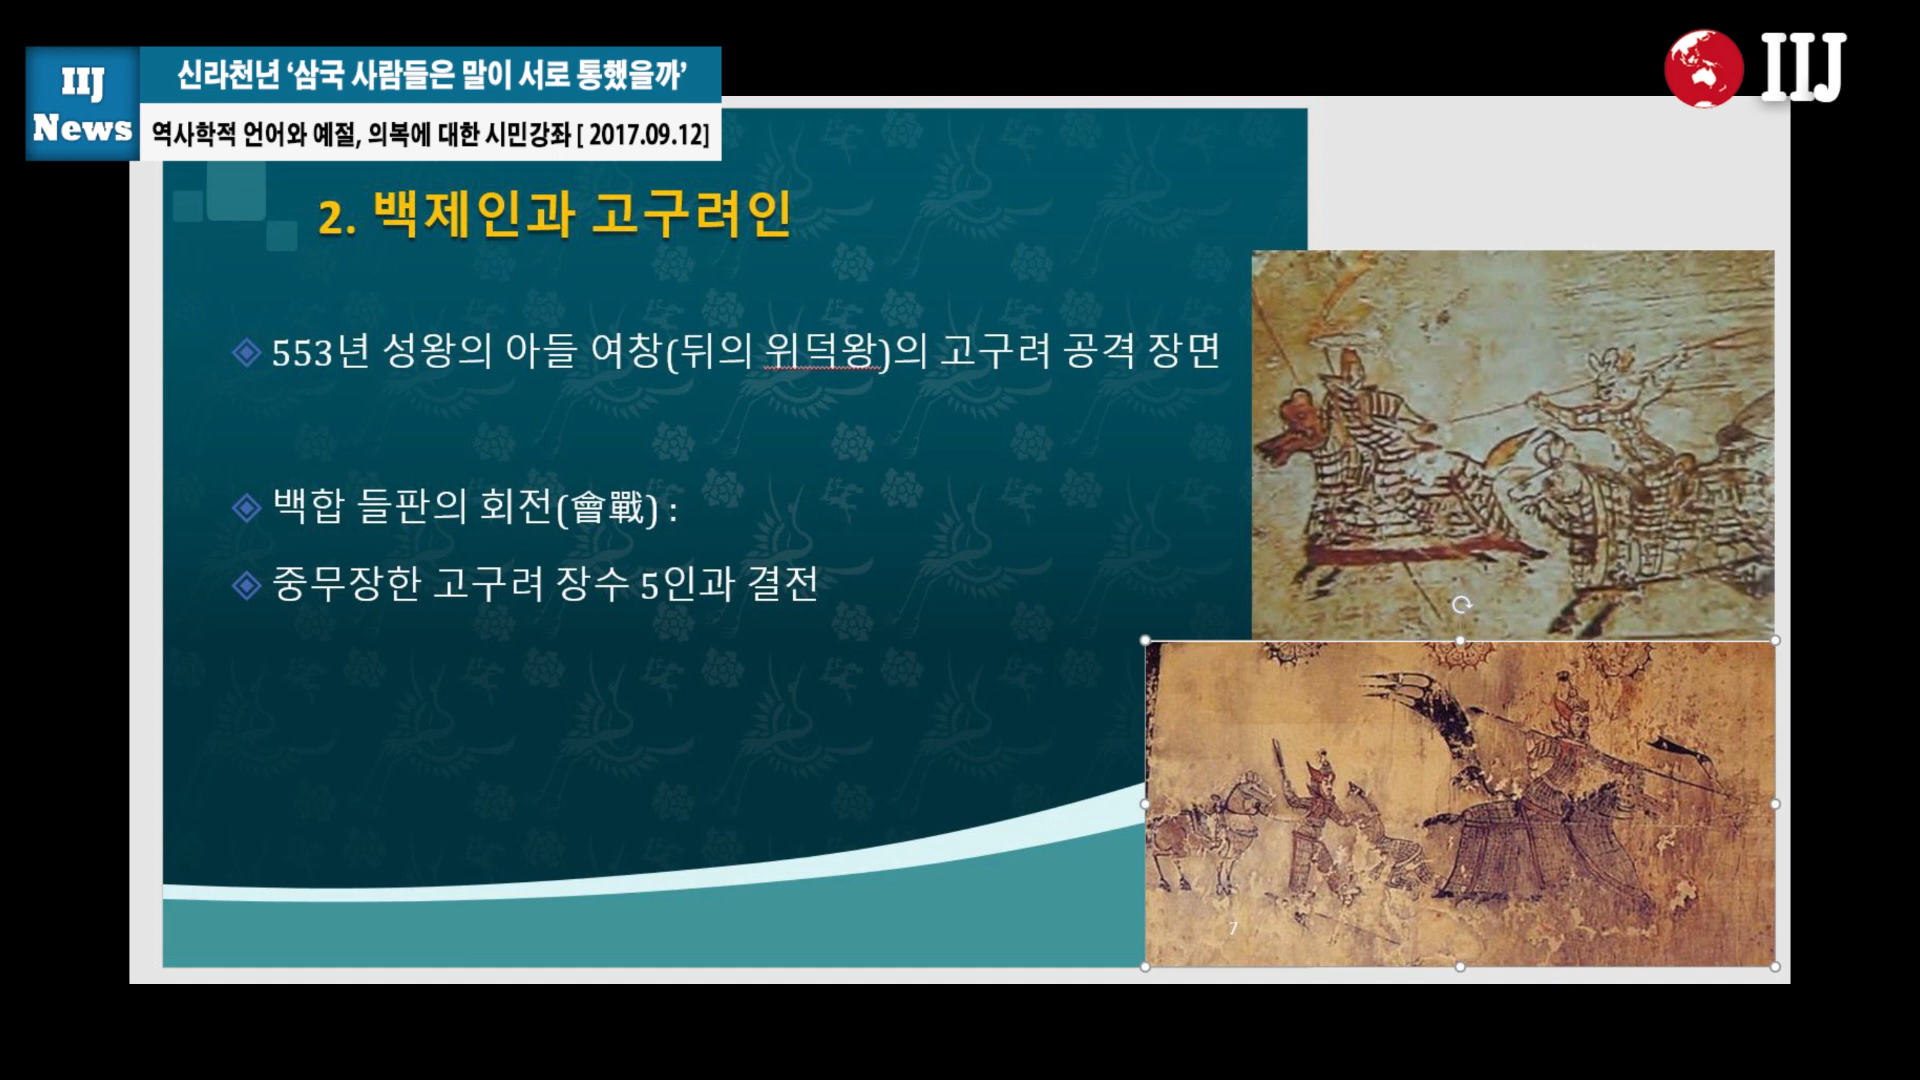 IIJ
News
신라천년 ‘삼국 사람들은 말이 서로 통했을까’
역사학적 언어와 예절, 의복에 대한 시민강좌 [ 2017.09.12]
IIJ
2. 백제인과 고구려인
553년 성왕의 아들 여창(뒤의 위덕왕)의 고구려 공격 장면
백합 들판의 회전(會戰) :
중무장한 고구려 장수 5인과 결전
7